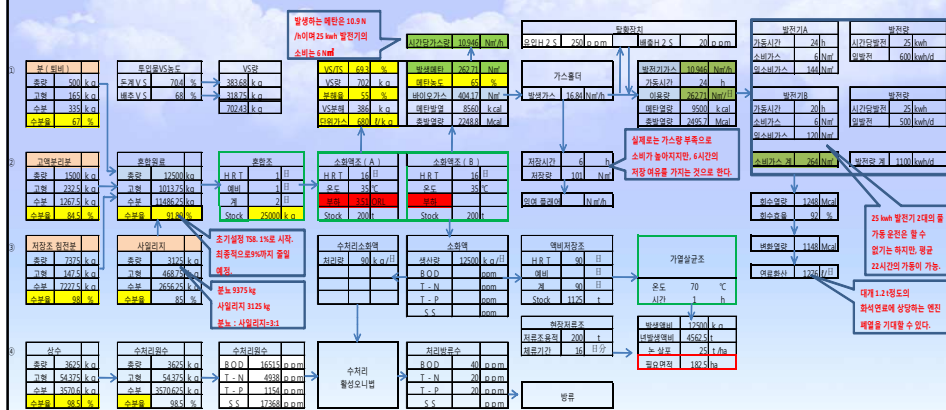 발생하는 메탄은 10.9 N
/h이며 25 kwh 발전기의
소비는 6 N㎥
시간당가스량 10.946 N㎥/h
탈황장치
유입H2S 250 ppm 배출H2S 20 ppm
발전기A
가동시간 24 h
가스소비 6 N㎥
일소비가스 144 N㎥
발전량
시간당발전 25 kwh
일발전 600 kwh/d
①
분 ( 퇴비 )
총량 500 kg
고형 165 kg
수분 335 kg
수분율 67 %
투입물VS농도
돈계VS 70.4 %
배추VS 68 %
VS량
383.68 kg
318.75 kg
702.43 kg
VS/TS 69.3 %
VS량 702 kg
분해율 55 %
VS분해 386 kg
단위가스 680 ℓ/kg
발생메탄 262.71 N㎥
메탄농도 65 %
바이오가스 404.17 N㎥
메탄발열 8560 kcal
총발열량 2248.8 Mcal
가스홀더
발생가스 16.84 N㎥/h
발전기가스 10.946 N㎥/h
가동시간 24 h
이용량 262.71 N㎥/日
메탄열량 9500 kcal
총발열량 2495.7 Mcal
발전기B
가동시간 20 h
가스소비 6 N㎥
일소비가스 120 N㎥
발전량
시간당발전 25 kwh
일발전 500 kwh/d
소비가스 계 264 N㎥
발전량 계 1100 kwh/d
저장시간 6 h
저장량 101 N㎥
잉여 플레어 N㎥/h
실제로는 가스량 부족으로
소비가 높아지지만, 6시간의
저장 여유를 가지는 것으로 한다.
②
고액분리분
총량 1500 kg
고형 232.5 kg
수분 1267.5 kg
수분율 84.5 %
혼합원료
총량 12500 kg
고형 1013.75 kg
수분 11486.25 kg
수분율 91.89 %
혼합조
HRT 1 日
예비 1 日
계 2 日
Stock 25000 kg
소화액조 ( A )
HRT 16 日
온도 35 ℃
부하 3.51 ORL
Stock 200 t
소화액조 ( B )
HRT 16 日
온도 35 ℃
부하
Stock 200 t
회수열량 1248 Mcal
회수효율 92 %
변환열량 1148 Mcal
연료환산 1276 ℓ/日
25 kwh 발전기 2대의 풀
가동 운전은 할 수
없기는 하지만, 평균
22시간의 가동이 가능.
초기설정 TS8. 1%로 시작.
최종적으로9%까지 줄일
예정.
③
저장조 침전분
총량 7375 kg
고형 147.5 kg
수분 7227.5 kg
수분율 98 %
사일리지
총량 3125 kg
고형 468.75 kg
수분 2656.25 kg
수분율 85 %
분뇨 9375 kg
사일리지 3125 kg
분뇨 : 사일리지=3:1
수처리소화액
처리량 90 kg/日
소화액
생산량 12500 kg/日
BOD ppm
T - N ppm
T - P ppm
SS ppm
액비저장조
HRT 90 日
예비 日
계 90 日
Stock 1125 t
가열살균조
온도 70 ℃
시간 1 h
대개 1.2 t정도의
화석연료에 상당하는 엔진
폐열을 기대할 수 있다.
현장저류조
저류조용적 200 t
체류기간 16 日分
발생액비 12500 kg
년발생액비 4562.5 t
논 살포 25 t/ha
필요면적 182.5 ha
④
상수
총량 3625 kg
고형 54.375 kg
수분 3570.6 kg
수분율 98.5 %
수처리원수
총량 3625 kg
고형 54.375 kg
수분 3570.625 kg
수분율 98.5 %
수처리원수
BOD 16515 ppm
T - N 4938 ppm
T - P 1154 ppm
SS 17368 ppm
수처리
활성오니법
처리방류수
BOD 40 ppm
T - N 20 ppm
T - P 20 ppm
SS ppm
방류